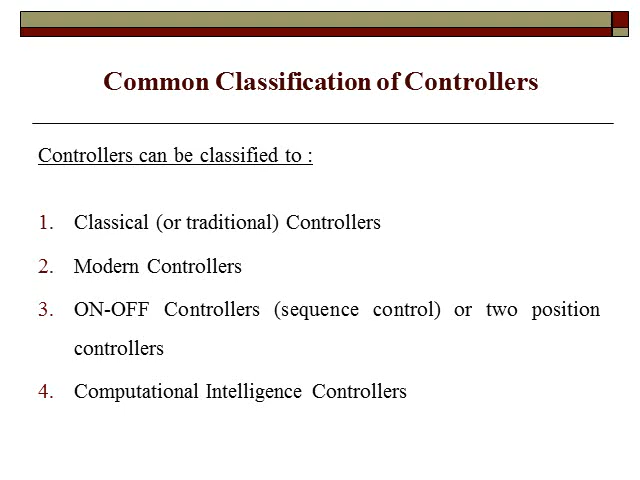 Common Classification of Controllers
Controllers can be classified to :
1. Classical (or traditional) Controllers
2. Modern Controllers
3. ON-OFF Controllers (sequence control) or two position
controllers
4. Computational Intelligence Controllers